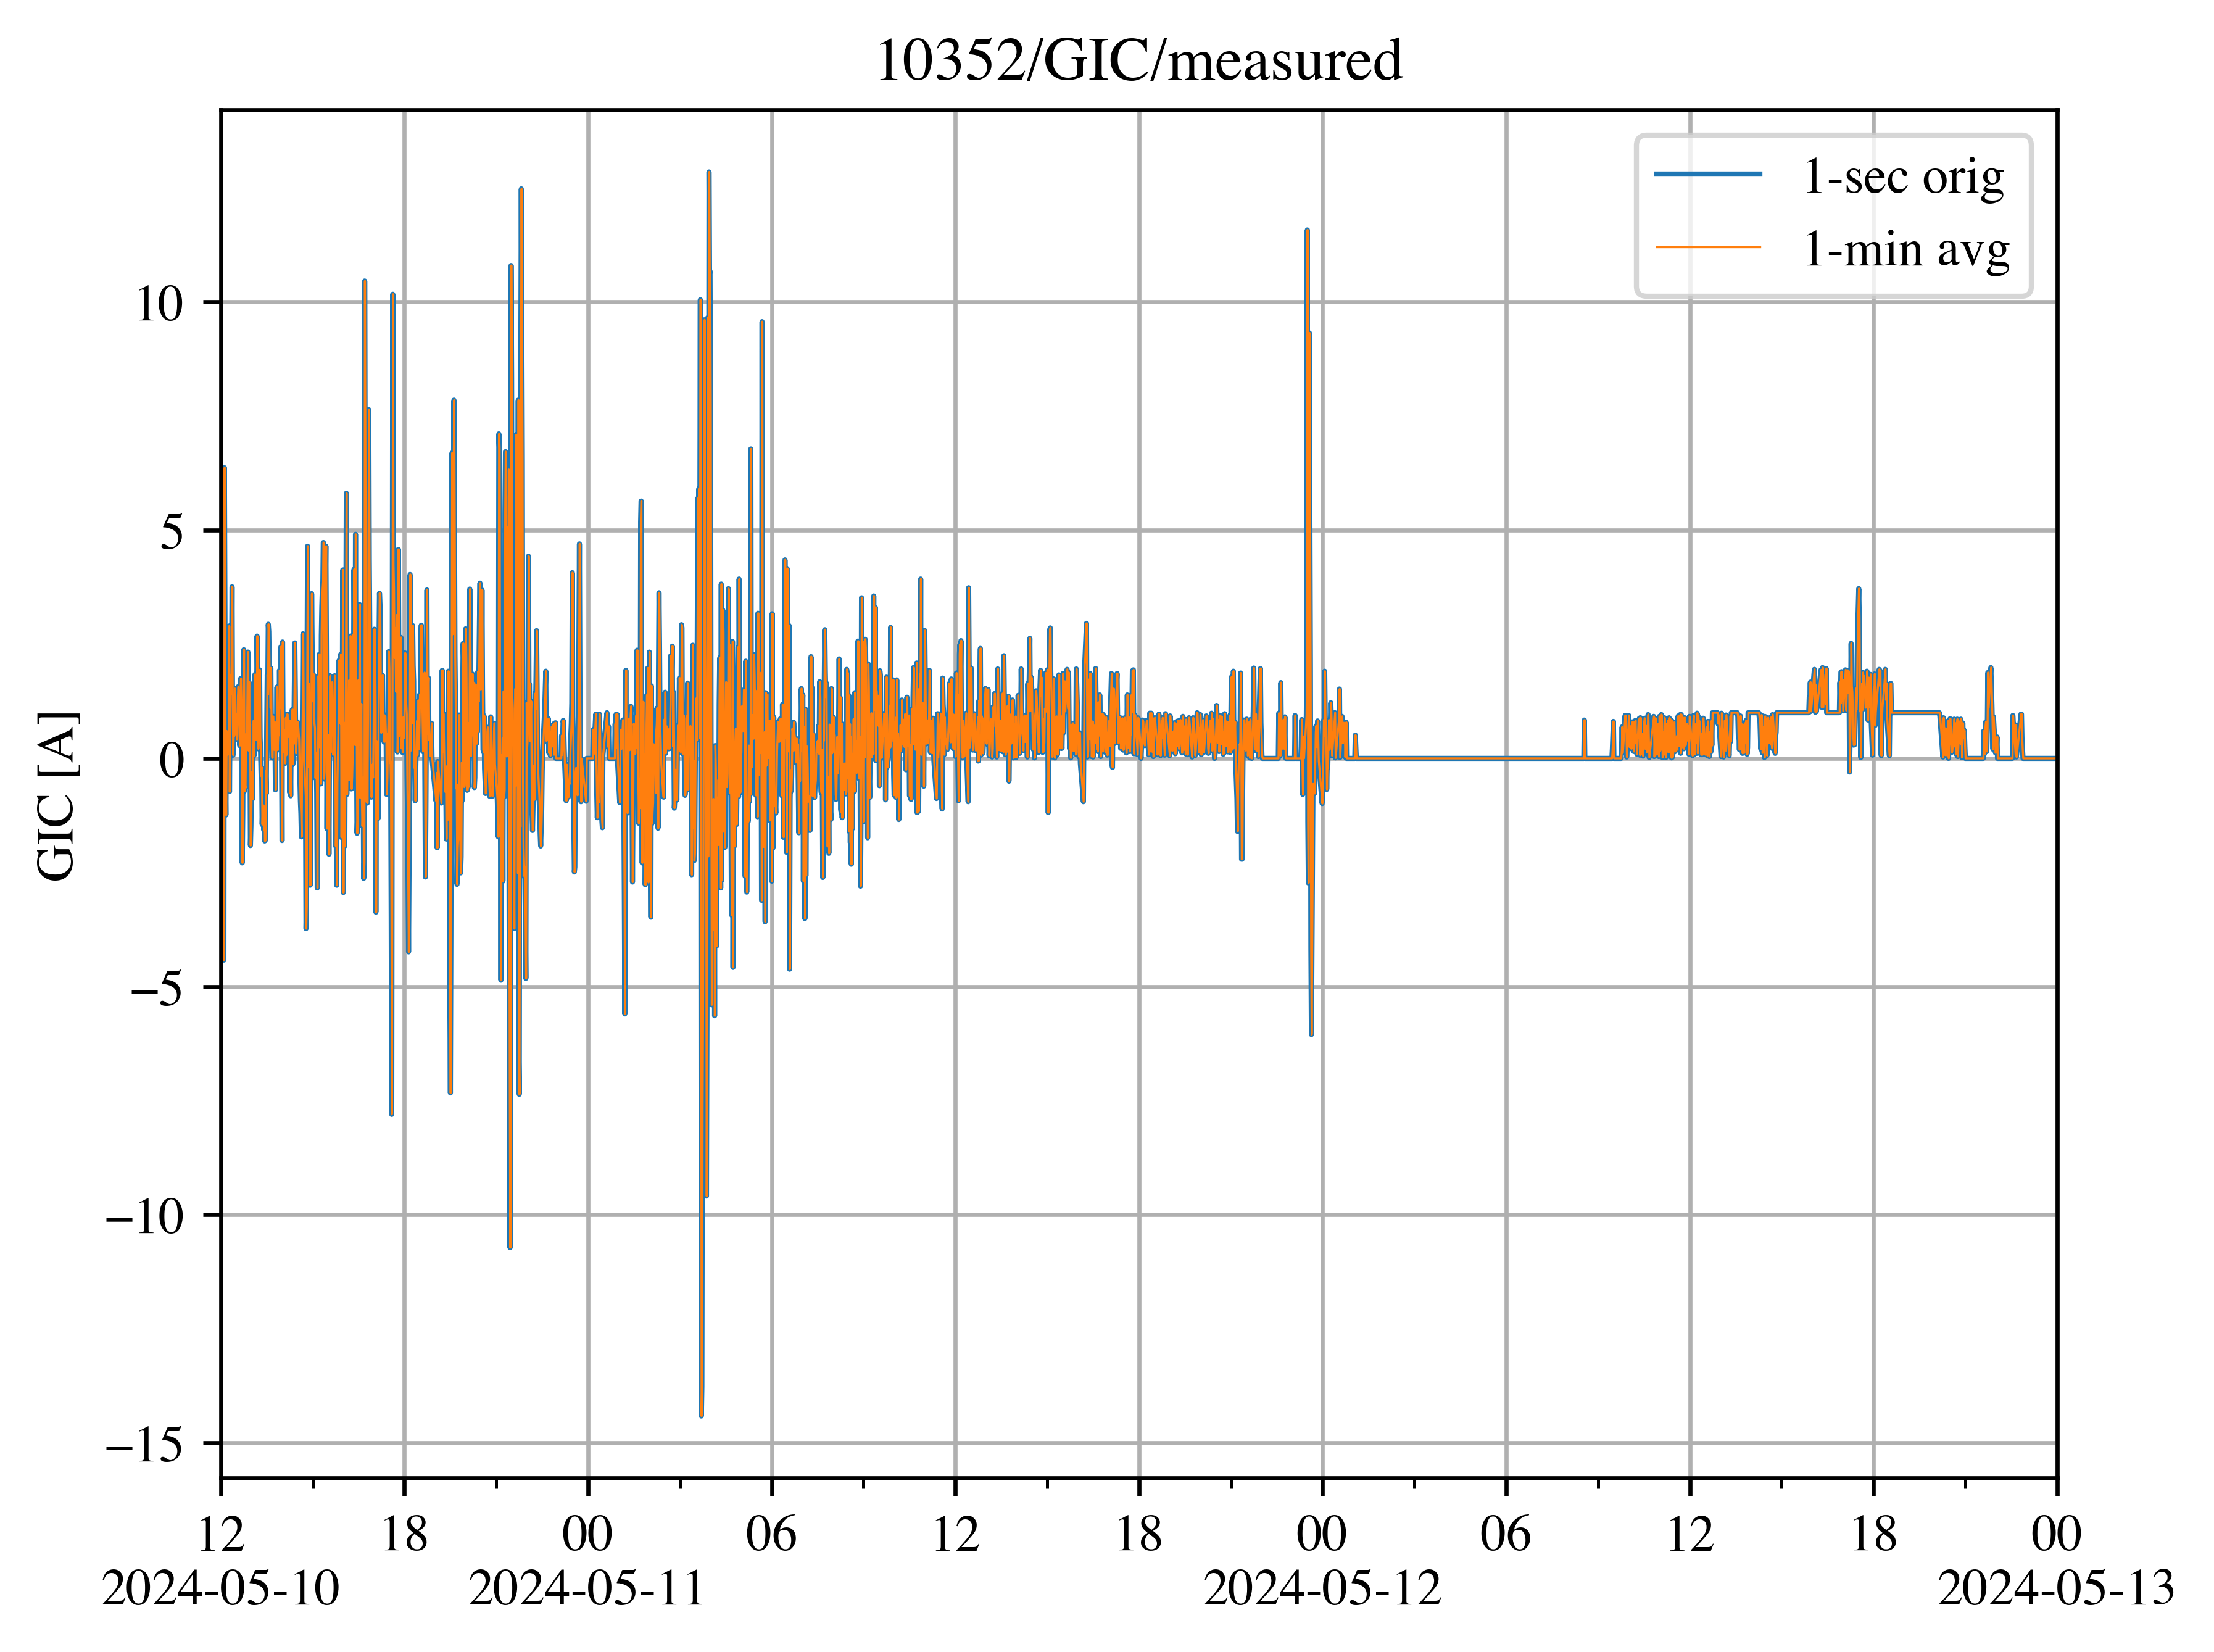 10352/GIC/measured
1-sec orig
1-min avg
GIC [A]
10
5
0
−5
−10
−15
12 18 00 06 12 18 00 06 12 18 00
2024-05-10 2024-05-11 2024-05-12 2024-05-13